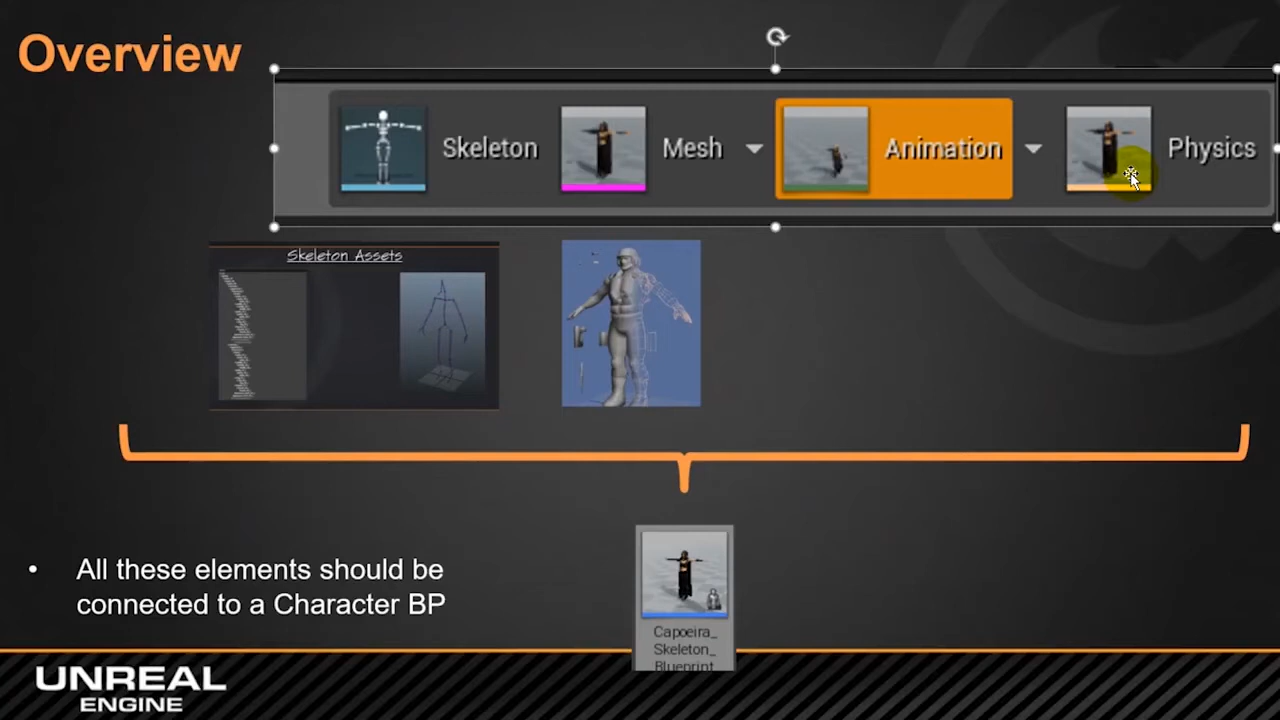 Overview
Skeleton
Mesh
Animation
Physics
Skeleton Assets
• All these elements should be
connected to a Character BP
Capoeira_
Skeleton_
Blueprint
UNREAL
ENGINE